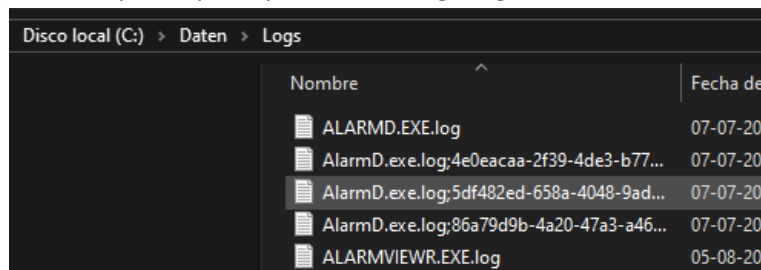 Disco local (C:) > Daten > Logs
Nombre Fecha de
ALARMD.EXE.log 07-07-20
AlarmD.exe.log;4e0eacaa-2f39-4de3-b77... 07-07-20
AlarmD.exe.log;5df482ed-658a-4048-9ad... 07-07-20
AlarmD.exe.log;86a79d9b-4a20-47a3-a46... 07-07-20
ALARMVIEWR.EXE.log 05-08-20